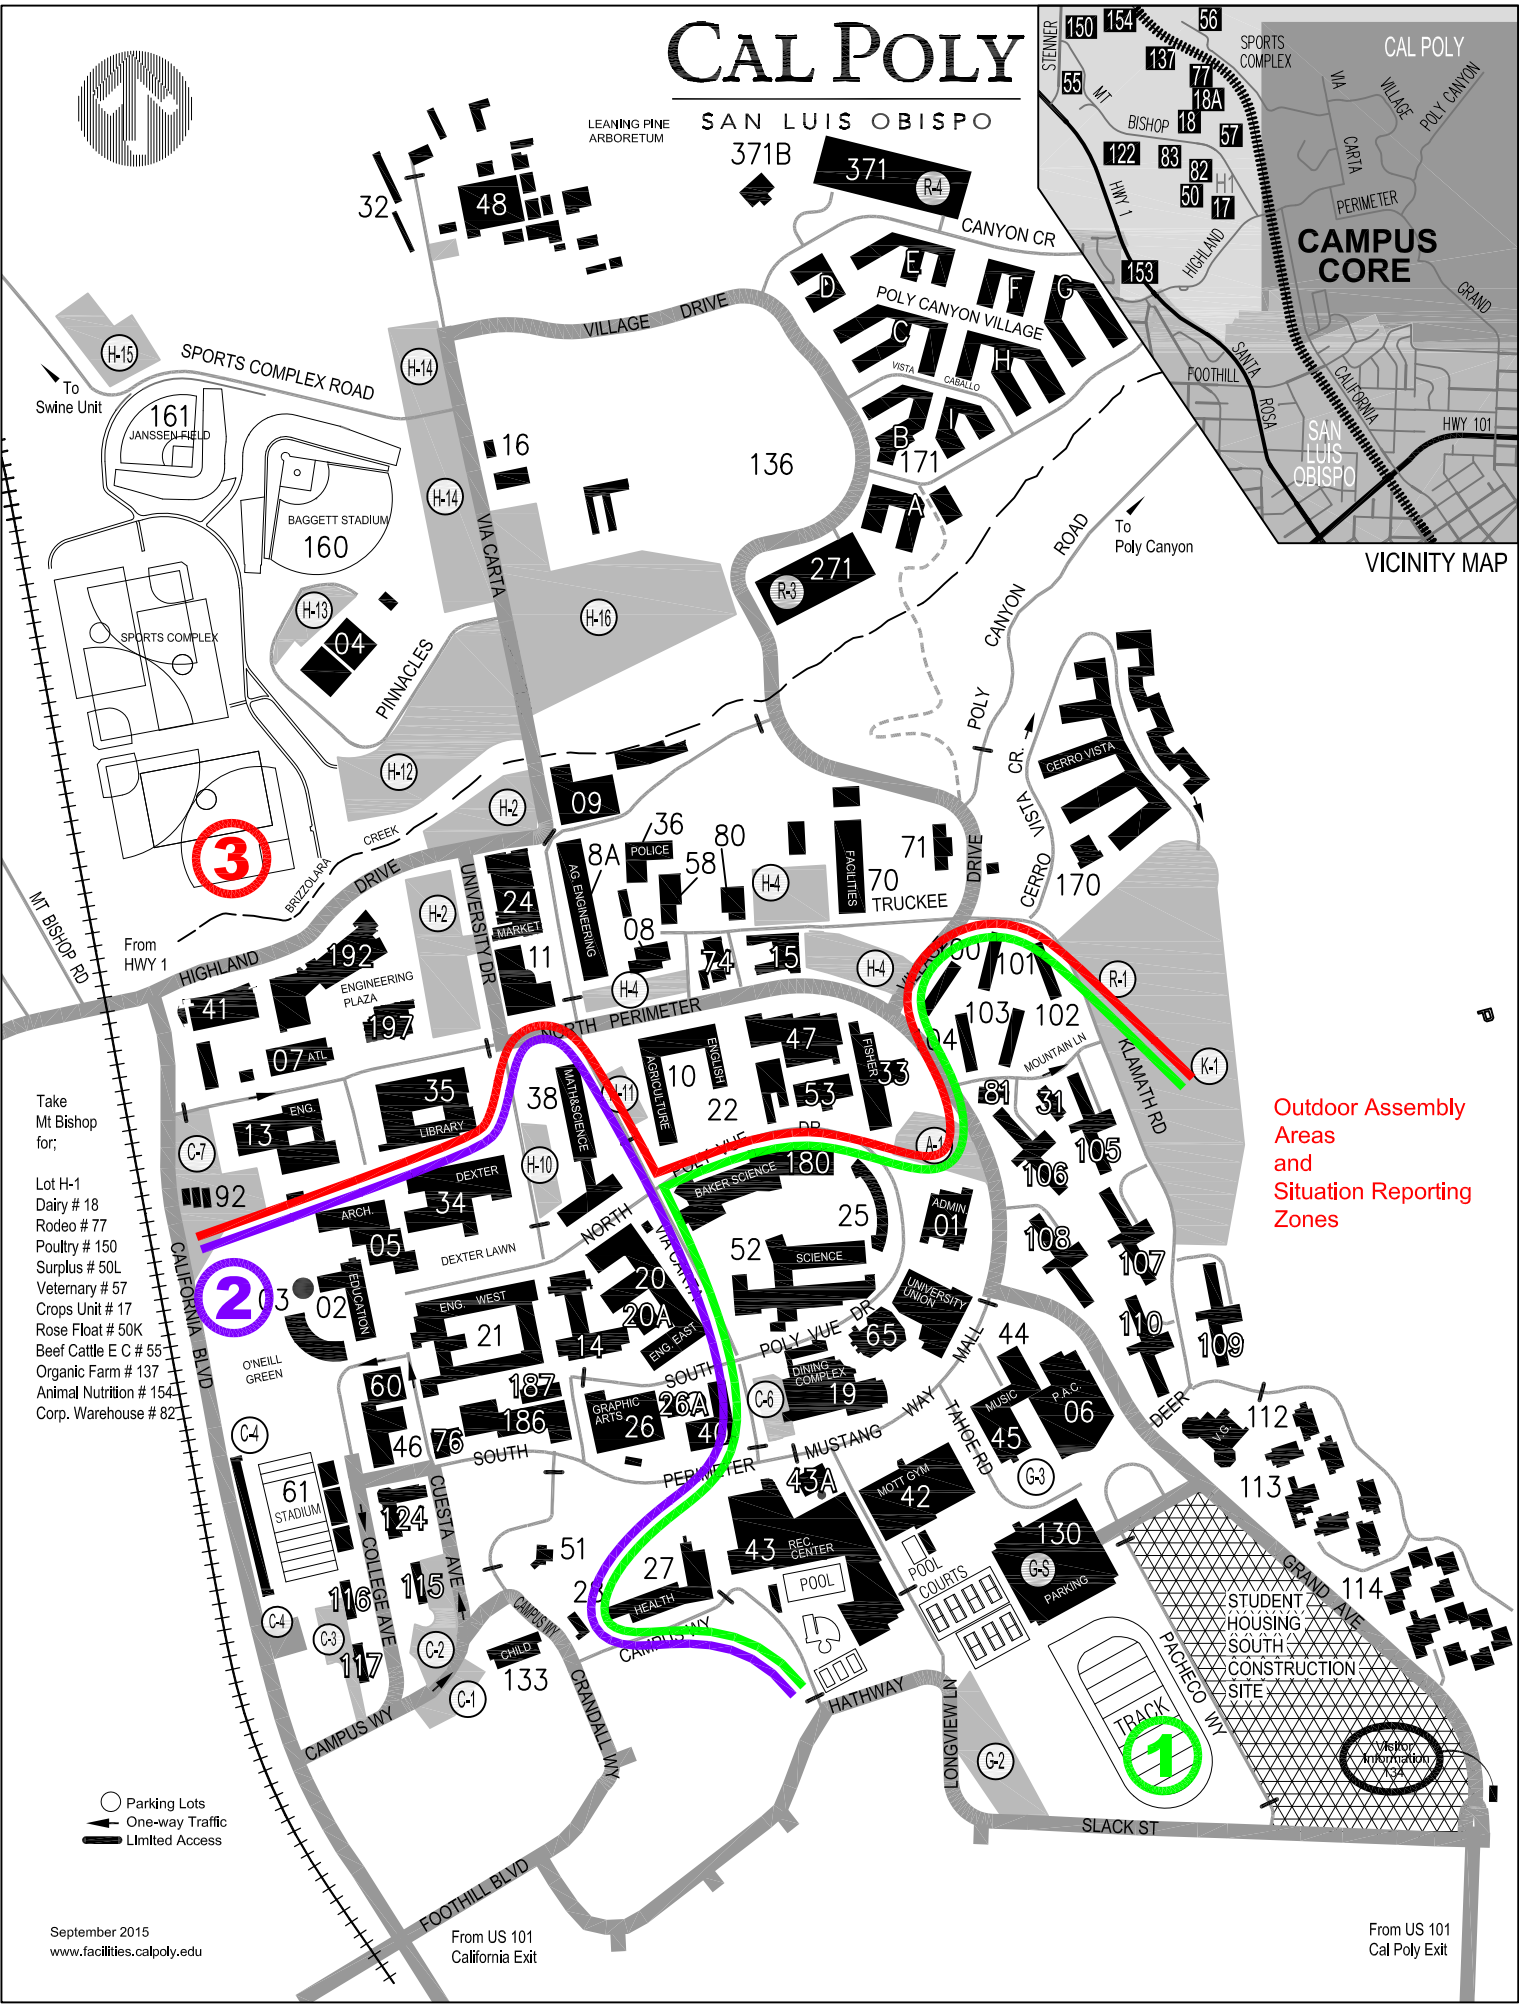 CAL POLY
SAN LUIS OBISPO
LEANING PINE
ARBORETUM
371B
371
R-4
CANYON CR
32
48
D
E
F
G
POLY CANYON VILLAGE
C
H
VISTA
CABALLO
B
I
171
A
VILLAGE
DRIVE
136
271
R-3
STENNER
150
154
56
SPORTS
COMPLEX
CAL POLY
137
55
MT
77
18A
BISHOP
18
57
VIA
VILLAGE
POLY CANYON
122
83
82
CARTA
H1
50
17
HWY 1
PERIMETER
CAMPUS
CORE
HIGHLAND
153
GRAND
SANTA
FOOTHILL
ROSA
CALIFORNIA
HWY 101
SAN
LUIS
OBISPO
VICINITY MAP
H-15
To
Swine Unit
SPORTS COMPLEX ROAD
H-14
161
JANSSEN FIELD
16
H-14
BAGGETT STADIUM
160
VIA CARTA
H-16
H-13
SPORTS COMPLEX
04
PINNACLES
To
Poly Canyon
ROAD
CANYON
POLY
H-12
H-2
09
CERRO VISTA
CERRO
VISTA
CR.
170
3
CREEK
BRIZZOLARA
DRIVE
HIGHLAND
MT BISHOP RD
From
HWY 1
36
POLICE
8A
58
80
H-4
FACILITIES
70
71
TRUCKEE
DRIVE
AG. ENGINEERING
UNIVERSITY DR
24
MARKET
11
08
H-2
192
ENGINEERING
PLAZA
41
197
07
ATL
H-4
74
15
H-4
VILLAGE
00
101
R-1
103
102
04
MOUNTAIN LN
KLAMATH RD
K-1
NORTH
PERIMETER
47
FISHER
33
ENGLISH
AGRICULTURE
10
53
22
35
LIBRARY
38
MATH&SCIENCE
H-11
81
31
105
Take
Mt Bishop
for;
Lot H-1
Dairy # 18
Rodeo # 77
Poultry # 150
Surplus # 50L
Veternary # 57
Crops Unit # 17
Rose Float # 50K
Beef Cattle E C # 55
Organic Farm # 137
Animal Nutrition # 154
Corp. Warehouse # 82
13
ENG.
C-7
92
H-10
DEXTER
34
ARCH.
05
DEXTER LAWN
POLY VUE
DR
A-1
180
BAKER SCIENCE
25
ADMIN
01
106
108
107
Outdoor Assembly
Areas
and
Situation Reporting
Zones
P
2
03
02
EDUCATION
O'NEILL
GREEN
CALIFORNIA BLVD
NORTH
VIA CARTA
20
20A
ENG. EAST
52
SCIENCE
UNIVERSITY
UNION
ENG. WEST
21
14
SOUTH
POLY VUE DR
65
DINING
COMPLEX
19
MALL
44
110
109
60
46
76
187
186
SOUTH
GRAPHIC
ARTS
26
26A
40
C-6
PERIMETER
MUSTANG
WAY
TAHOE RD
MUSIC
45
P.A.C.
06
G-3
DEER
V.G.
112
113
114
C-4
61
STADIUM
124
CUESTA
AVE
COLLEGE AVE
115
116
C-3
117
C-2
C-4
C-1
43A
MOTT GYM
42
43
REC.
CENTER
POOL
POOL
COURTS
130
G-S
PARKING
51
27
HEALTH
CAMPUS WY
CHILD
133
CAMPUS WY
CRANDALL WY
CAMPUS WY
HATHWAY
LONGVIEW LN
G-2
TRACK
1
PACHECO WY
STUDENT
HOUSING
SOUTH
CONSTRUCTION
SITE
GRAND
AVE
Visitor
Information
134
SLACK ST
Parking Lots
One-way Traffic
Limited Access
FOOTHILL BLVD
September 2015
www.facilities.calpoly.edu
From US 101
California Exit
From US 101
Cal Poly Exit